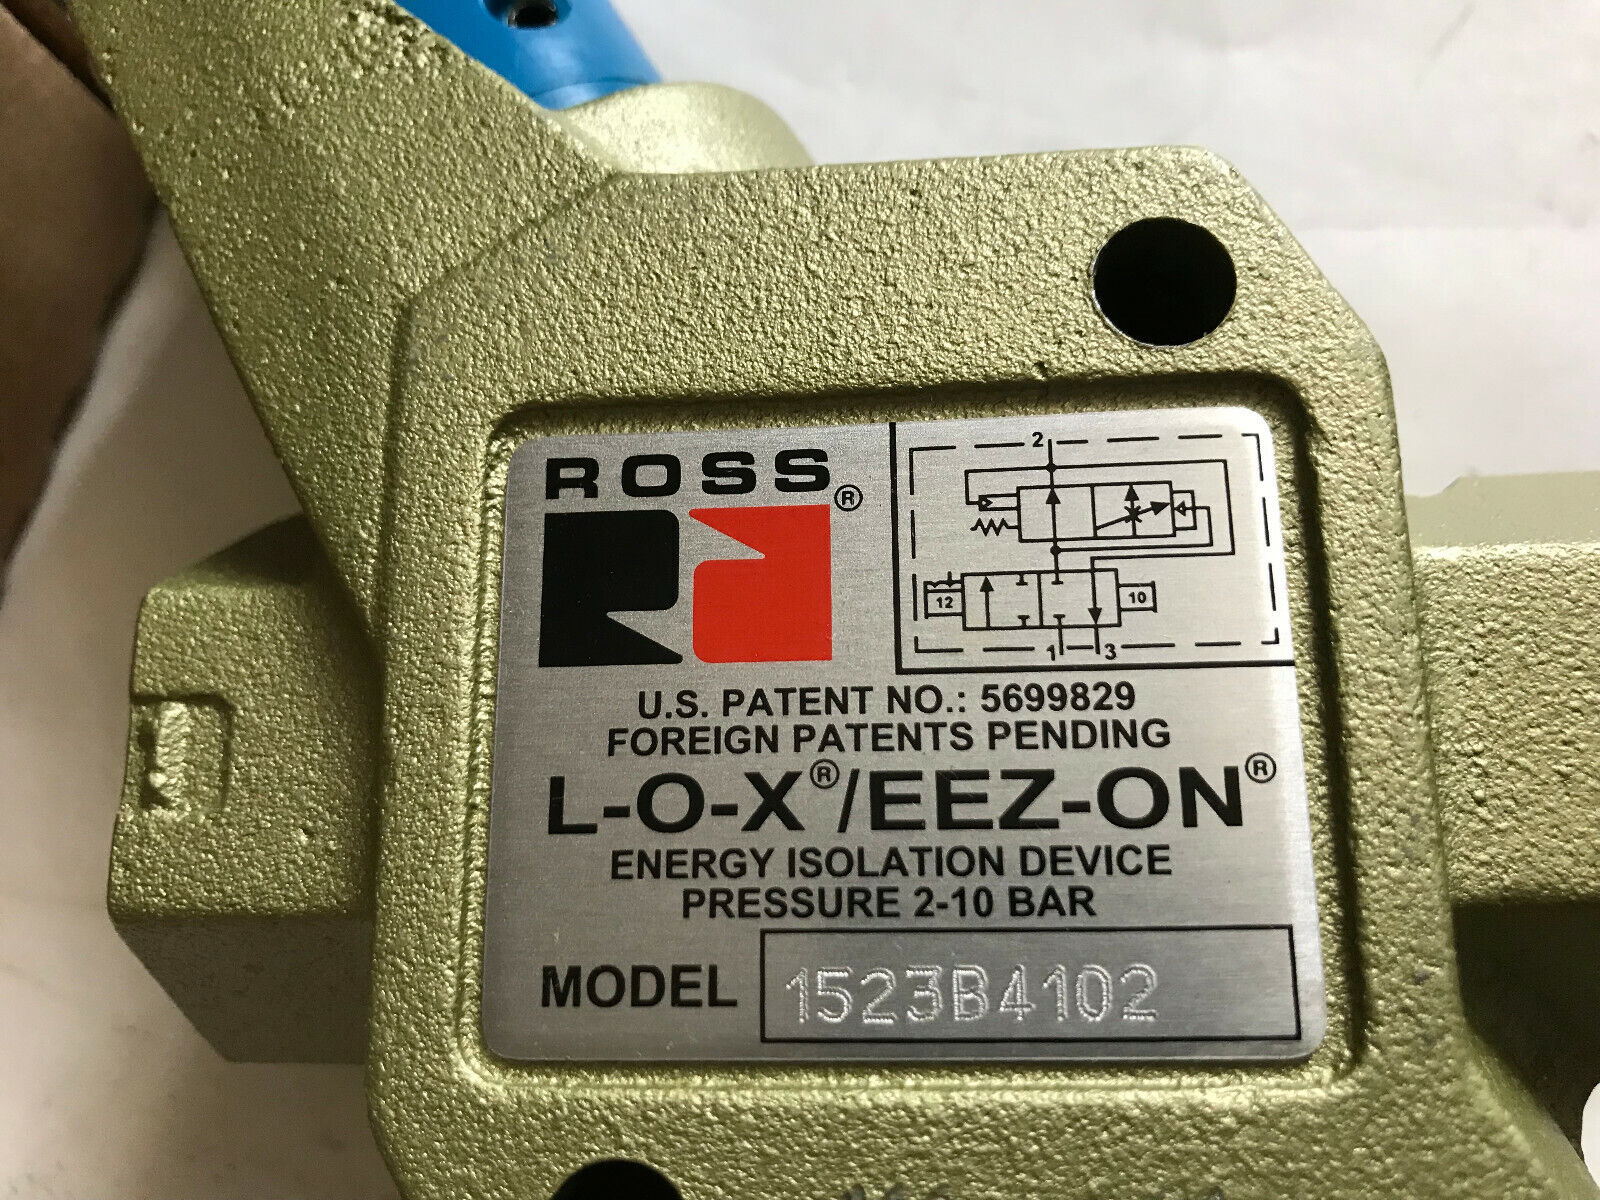 ROSS®
2
12
10
1 3
U.S. PATENT NO.: 5699829
FOREIGN PATENTS PENDING
L-O-X®/EEZ-ON®
ENERGY ISOLATION DEVICE
PRESSURE 2-10 BAR
MODEL 1523B4102